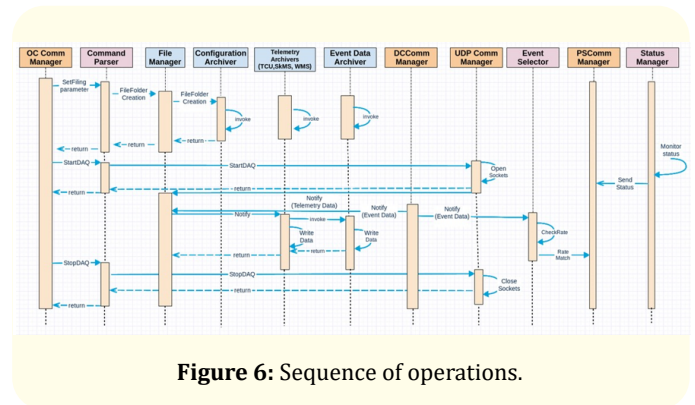 OC Comm
Manager
Command
Parser
File
Manager
Configuration
Archiver
Telemetry
Archivers
(TCU,SkMS, WMS)
Event Data
Archiver
DCComm
Manager
UDP Comm
Manager
Event
Selector
PSComm
Manager
Status
Manager
SetFiling
parameter
FileFolder
Creation
FileFolder
Creation
invoke
invoke
invoke
return
return
return
Monitor
status
StartDAQ
StartDAQ
Open
Sockets
Send
Status
return
return
Notify
(Telemetry Data)
Notify
Notify
(Event Data)
Notify
(Event Data)
invoke
Write
Data
Write
Data
CheckRate
return
return
Rate
Match
StopDAQ
StopDAQ
Close
Sockets
return
return
Figure 6: Sequence of operations.